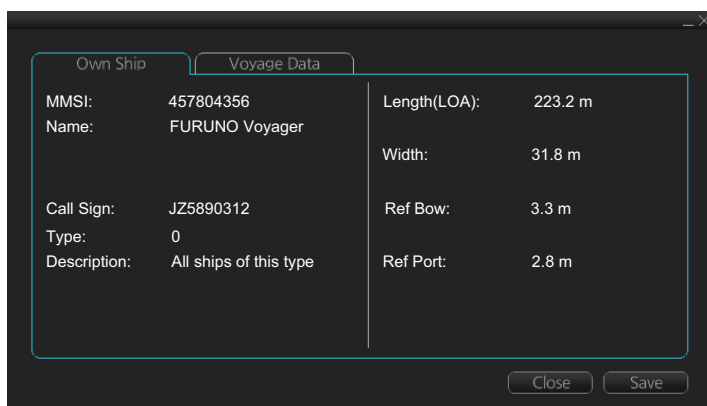 Own Ship
Voyage Data
MMSI: 457804356
Name: FURUNO Voyager
Call Sign: JZ5890312
Type: 0
Description: All ships of this type
Length(LOA): 223.2 m
Width: 31.8 m
Ref Bow: 3.3 m
Ref Port: 2.8 m
Close
Save